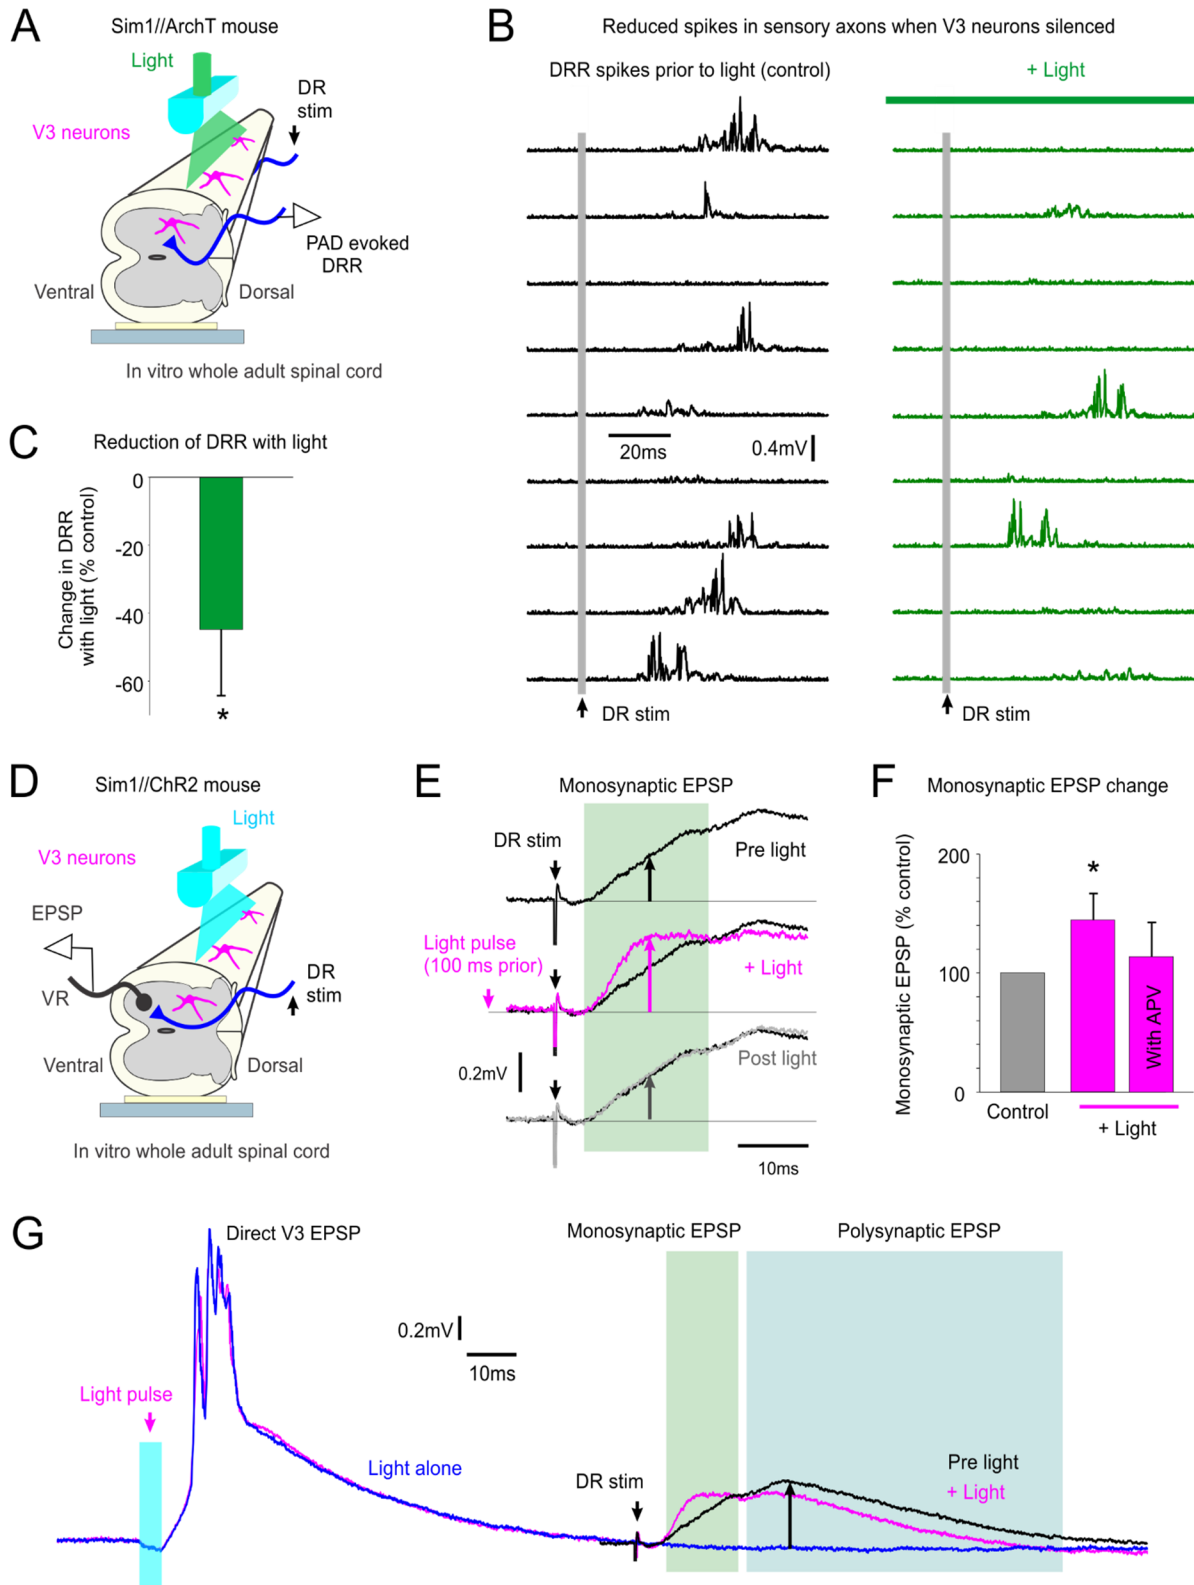 A
Sim1//ArchT mouse
Light
V3 neurons
DR
stim
PAD evoked
DRR
Ventral
Dorsal
In vitro whole adult spinal cord
B
Reduced spikes in sensory axons when V3 neurons silenced
DRR spikes prior to light (control)
+ Light
20ms
0.4mV
DR stim
DR stim
C
Reduction of DRR with light
Change in DRR
with light (% control)
0
-20
-40
-60
*
D
Sim1//ChR2 mouse
Light
V3 neurons
EPSP
VR
DR
stim
Ventral
Dorsal
In vitro whole adult spinal cord
E
Monosynaptic EPSP
DR stim
Pre light
Light pulse
(100 ms prior)
+ Light
0.2mV
Post light
10ms
F
Monosynaptic EPSP change
Monosynaptic EPSP (% control)
200
100
0
*
With APV
Control
+ Light
G
Direct V3 EPSP
Monosynaptic EPSP
Polysynaptic EPSP
0.2mV
10ms
Light pulse
Light alone
DR stim
Pre light
+ Light